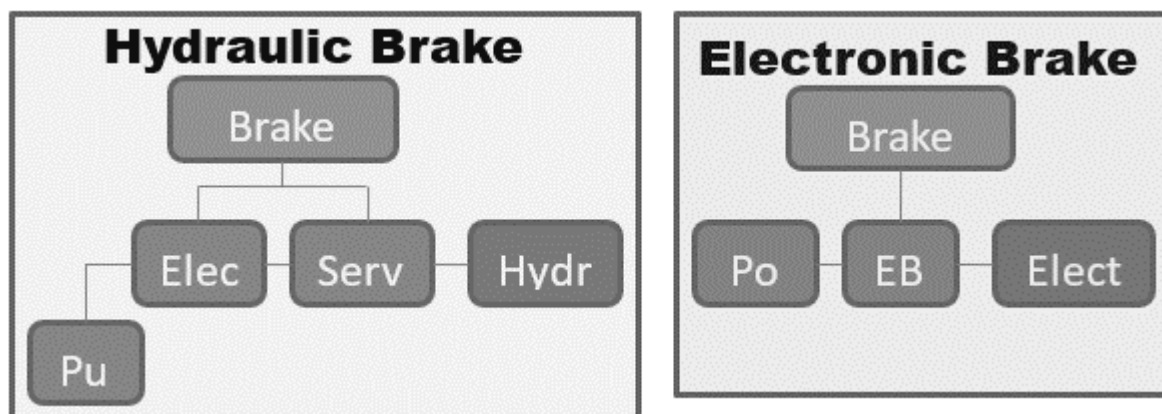 Hydraulic Brake
Brake
Elec
Serv
Hydr
Pu
Electronic Brake
Brake
Po
EB
Elect